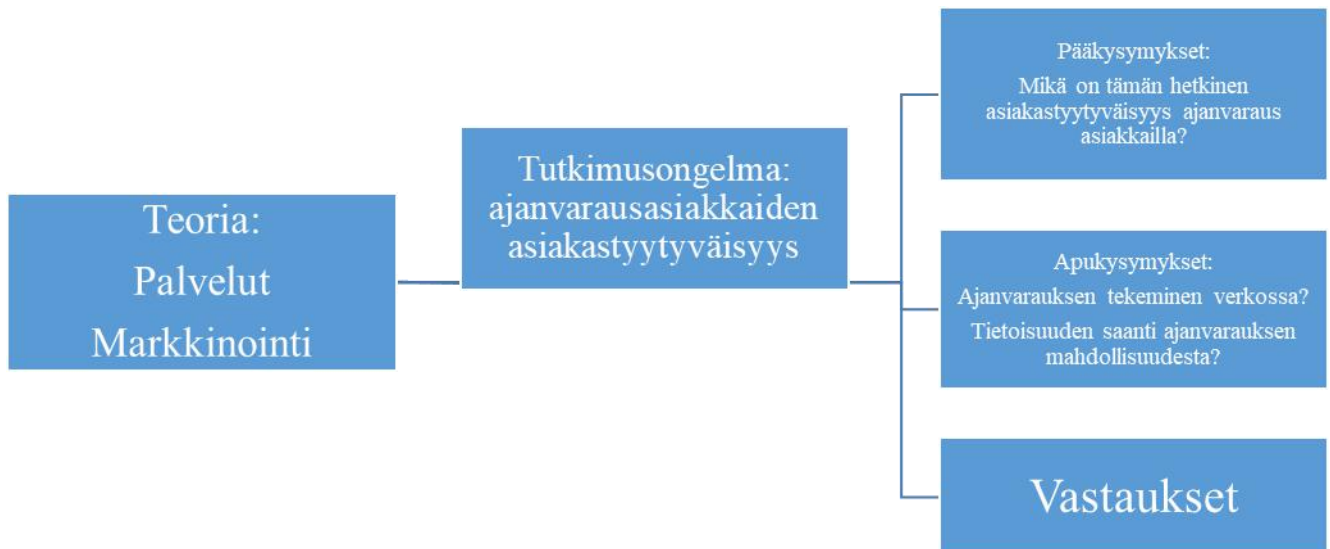 Teoria:
Palvelut
Markkinointi
Tutkimusongelma:
ajanvarausasiakkaiden
asiakastyytyväisyys
Pääkysymykset:
Mikä on tämän hetkinen
asiakastyytyväisyys ajanvaraus
asiakkailla?
Apukysymykset:
Ajanvarauksen tekeminen verkossa?
Tietoisuuden saanti ajanvarauksen
mahdollisuudesta?
Vastaukset